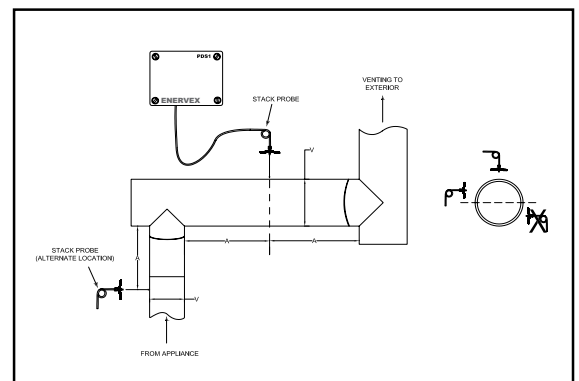 PDS1
ENERVEX
STACK PROBE
VENTING TO
EXTERIOR
V
A
A
A
STACK PROBE
(ALTERNATE LOCATION)
V
FROM APPLIANCE